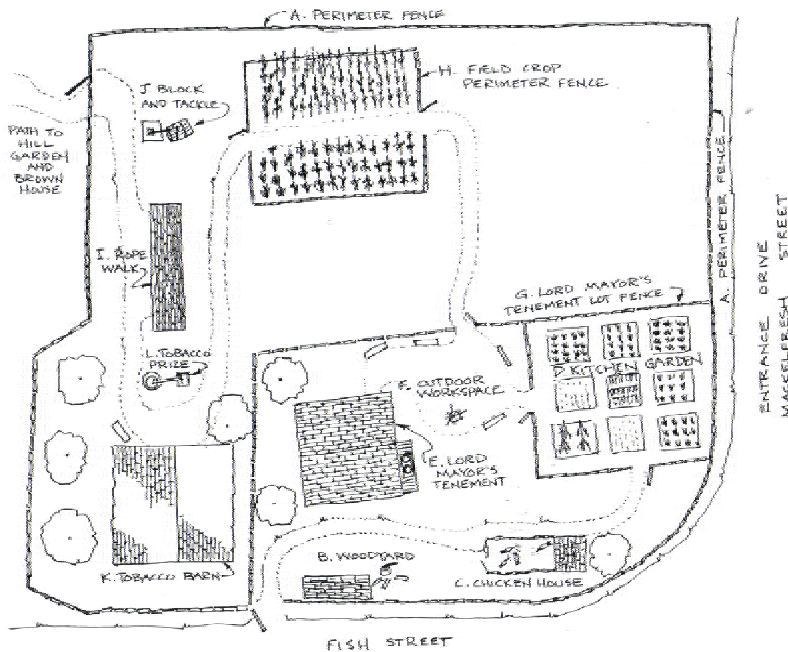 A. PERIMETER FENCE
J. BLOCK
AND TACKLE
H. FIELD CROP
PERIMETER FENCE
PATH TO
HILL
GARDEN
AND
BROWN
HOUSE
A. PERIMETER FENCE
I. ROPE
WALK
ENTRANCE DRIVE
MACKELFRESH STREET
G. LORD MAYOR'S
TENEMENT LOT FENCE
L. TOBACCO
PRIZE
D. KITCHEN GARDEN
F. OUTDOOR
WORKSPACE
E. LORD
MAYOR'S
TENEMENT
B. WOODYARD
K. TOBACCO BARN
C. CHICKEN HOUSE
FISH STREET